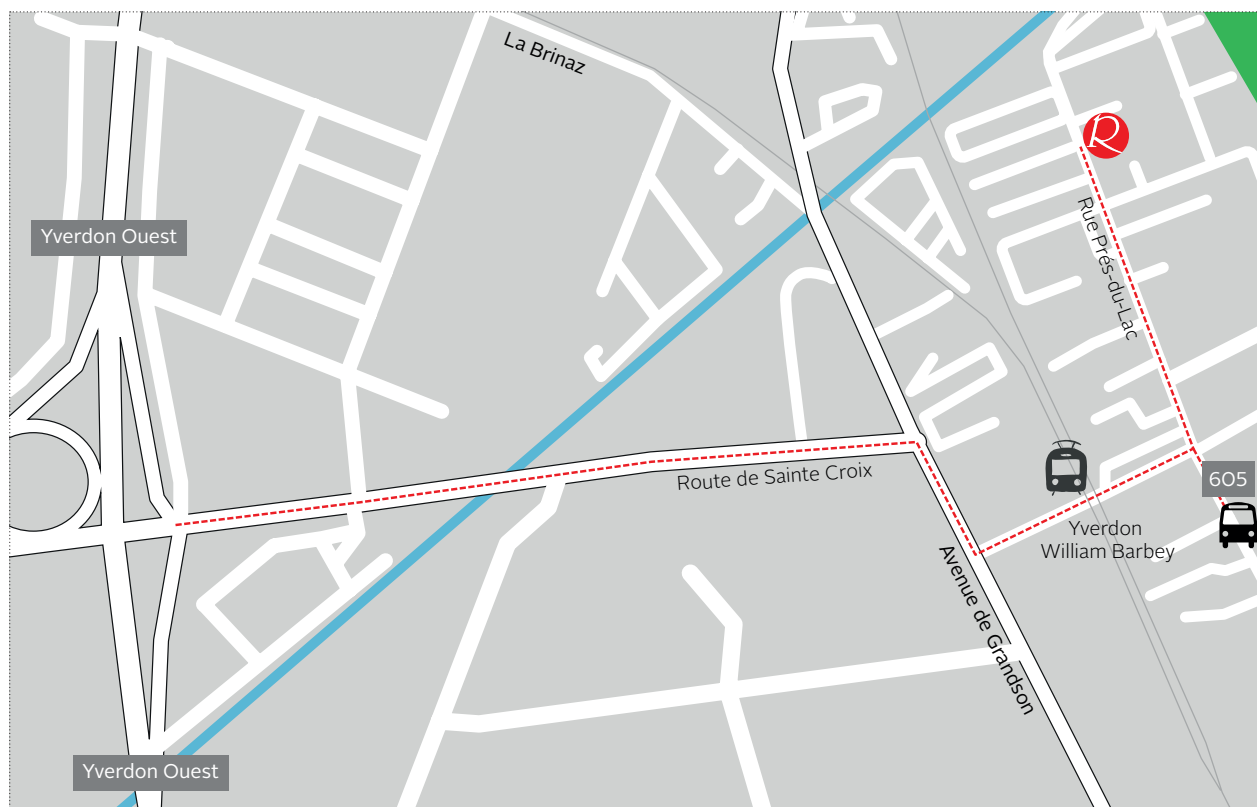 La Brinaz
R
Yverdon Ouest
Rue Prés-du-Lac
Route de Sainte Croix
605
Yverdon
William Barbey
Avenue de Grandson
Yverdon Ouest